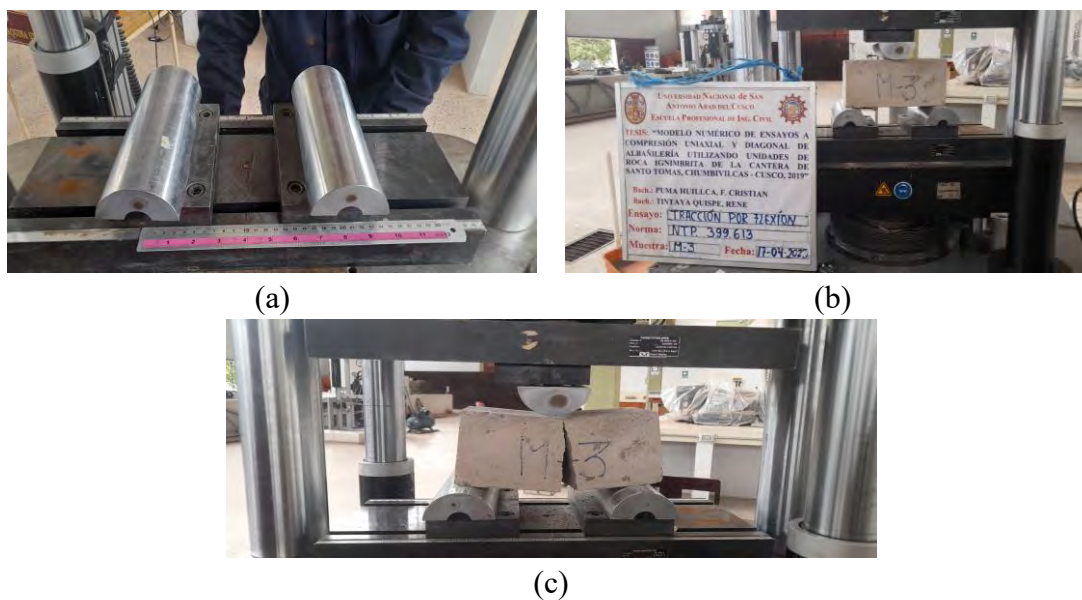 (a)
M-3
UNIVERSIDAD NACIONAL de SAN
ANTONIO ABAD DEL CUSCO
ESCUELA PROFESIONAL DE ING. CIVIL
TESIS: "MODELO NUMÉRICO DE ENSAYOS A
COMPRESIÓN UNIAXIAL Y DIAGONAL DE
ALBAÑILERÍA UTILIZANDO UNIDADES DE
ROCA IGNIMBRITA DE LA CANTERA DE
SANTO TOMAS, CHUMBIVILCAS - CUSCO, 2019"
Bach.: PUMA HUILLCA, F. CRISTIAN
Bach.: TINTAYA QUISPE, RENE
Ensayo: TRACCIÓN POR FLEXÍÓN
Norma: NTP. 399.613
Muestra: M-3 Fecha: 17-04-2023
(b)
M-3
(c)